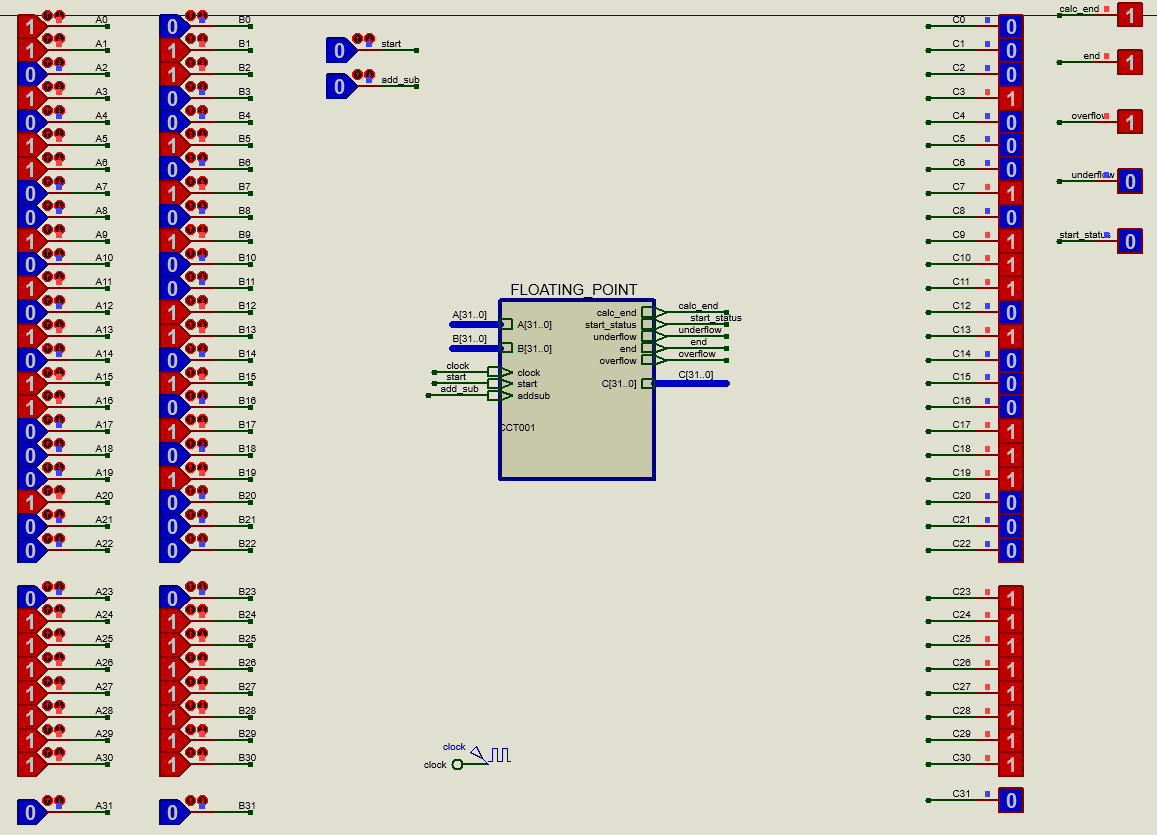 1 A0 0 B0 C0 0 calc_end 1
1 A1 1 B1 0 start C1 0 end 1
0 A2 1 B2 0 add_sub C2 0
1 A3 0 B3 C3 1
0 A4 0 B4 C4 0 overflow 1
1 A5 1 B5 C5 0
1 A6 0 B6 C6 0
0 A7 1 B7 C7 1 underflow 0
0 A8 0 B8 C8 0
1 A9 1 B9 C9 1 start_status 0
0 A10 0 B10 C10 1
1 A11 0 B11 C11 1
0 A12 1 B12 C12 0
1 A13 1 B13 C13 1
0 A14 0 B14 C14 0
1 A15 1 B15 C15 0
1 A16 0 B16 C16 0
0 A17 1 B17 C17 1
0 A18 0 B18 C18 1
0 A19 1 B19 C19 1
1 A20 0 B20 C20 0
0 A21 0 B21 C21 0
0 A22 0 B22 C22 0
0 A23 0 B23 C23 1
1 A24 1 B24 C24 1
1 A25 1 B25 C25 1
1 A26 1 B26 C26 1
1 A27 1 B27 C27 1
1 A28 1 B28 C28 1
1 A29 1 B29 C29 1
1 A30 1 B30 C30 1
0 A31 0 B31 C31 0
FLOATING_POINT
calc_end calc_end
A[31..0] A[31..0] start_status start_status
underflow underflow
B[31..0] B[31..0] end end
overflow overflow
clock clock
start start C[31..0] C[31..0]
add_sub addsub
CCT001
clock
clock